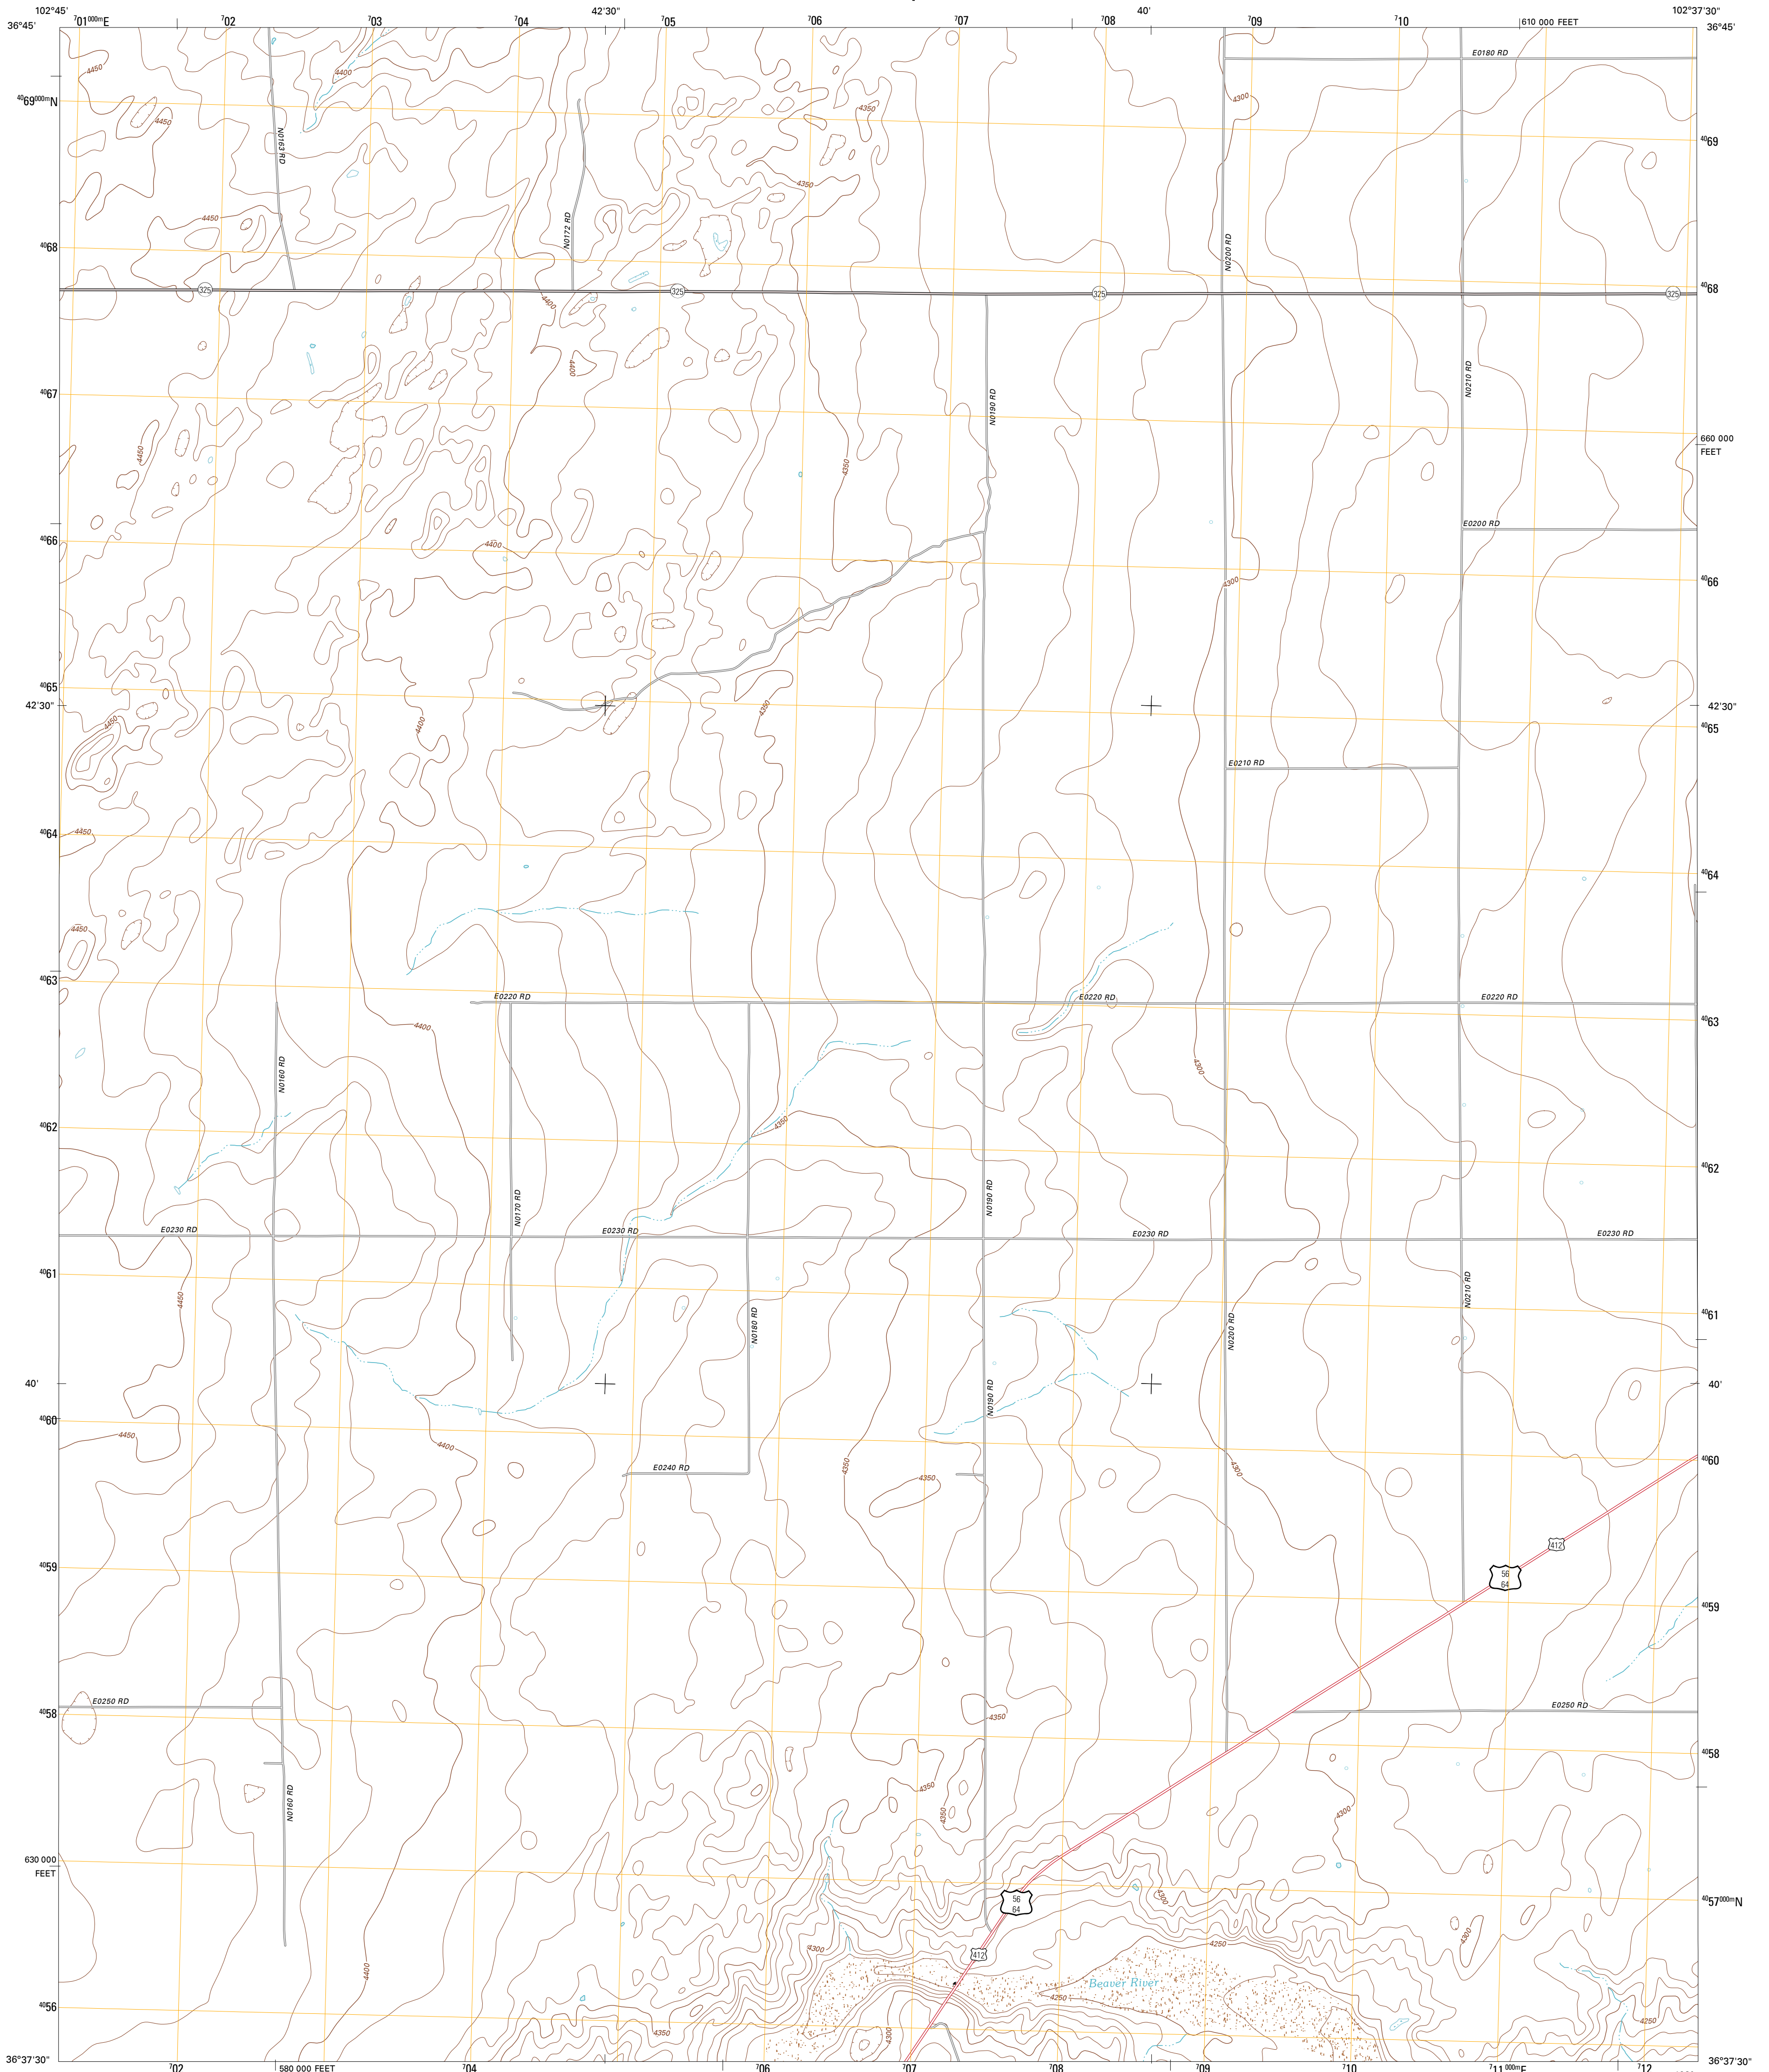 102°45'
⁷01⁰⁰⁰ᵐE
⁷02
⁷03
⁷04
42'30"
⁷05
⁷06
⁷07
⁷08
40'
⁷09
⁷10
610 000 FEET
102°37'30"
36°45'
36°45'
E0180 RD
4450
4400
4300
4350
⁴⁰69⁰⁰⁰ᵐN
4450
N0163 RD
⁴⁰69
4350
4450
N0172 RD
N0200 RD
⁴⁰68
325
325
325
325
⁴⁰68
4400
4400
N0210 RD
⁴⁰67
N0190 RD
660 000
FEET
4450
4350
E0200 RD
⁴⁰66
4400
4300
⁴⁰66
⁴⁰65
42'30"
42'30"
4350
4450
4400
⁴⁰65
E0210 RD
⁴⁰64
4450
⁴⁰64
4450
⁴⁰63
E0220 RD
E0220 RD
E0220 RD
⁴⁰63
4400
N0160 RD
4300
⁴⁰62
4350
⁴⁰62
N0170 RD
N0190 RD
E0230 RD
E0230 RD
E0230 RD
E0230 RD
⁴⁰61
4450
N0210 RD
⁴⁰61
N0180 RD
N0200 RD
40'
40'
N0190 RD
⁴⁰60
4450
4400
⁴⁰60
E0240 RD
4350
4350
4300
412
⁴⁰59
56
64
⁴⁰59
E0250 RD
E0250 RD
⁴⁰58
4350
⁴⁰58
4350
4350
4300
N0160 RD
630 000
FEET
4300
56
64
⁴⁰57⁰⁰⁰ᵐN
4300
4250
4300
412
4400
Beaver River
4250
⁴⁰56
4350
4300
4250
36°37'30"
36°37'30"
⁷02
580 000 FEET
⁷04
⁷06
⁷07
⁷08
⁷09
⁷10
⁷11⁰⁰⁰ᵐE
⁷12